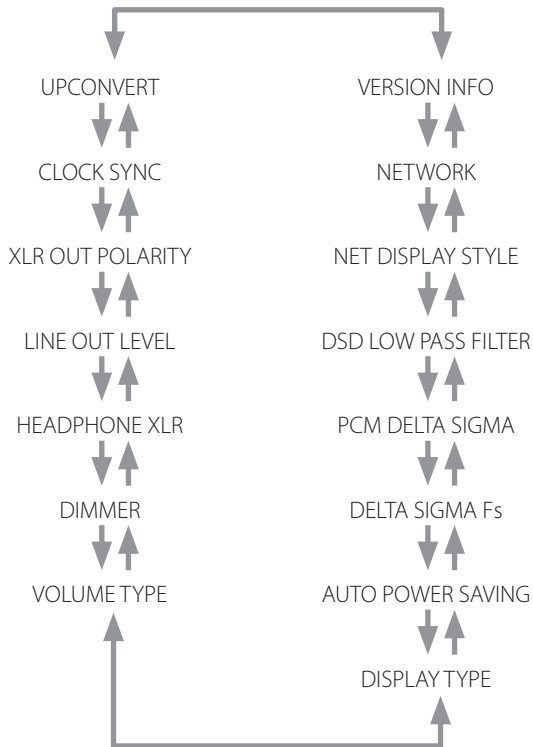 UPCONVERT
CLOCK SYNC
XLR OUT POLARITY
LINE OUT LEVEL
HEADPHONE XLR
DIMMER
VOLUME TYPE
VERSION INFO
NETWORK
NET DISPLAY STYLE
DSD LOW PASS FILTER
PCM DELTA SIGMA
DELTA SIGMA Fs
AUTO POWER SAVING
DISPLAY TYPE